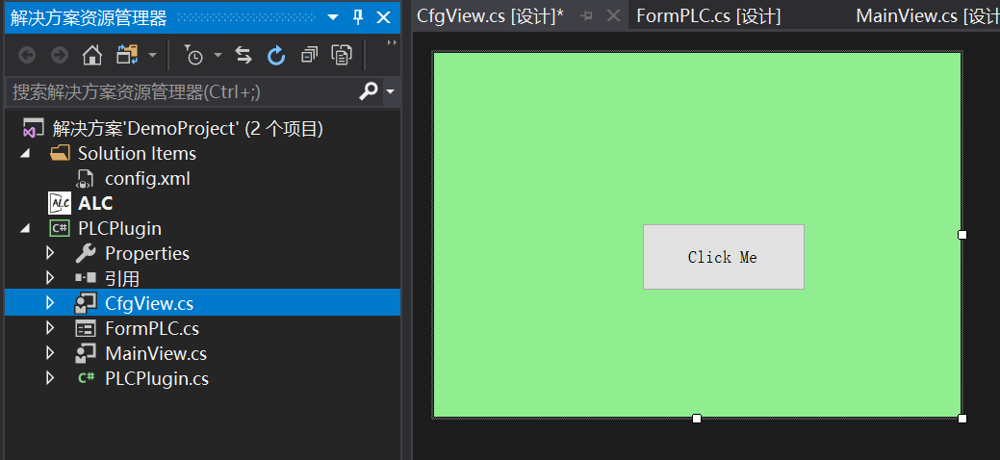 解决方案资源管理器
搜索解决方案资源管理器(Ctrl+;)
解决方案'DemoProject' (2 个项目)
Solution Items
config.xml
ALC ALC
C# PLCPlugin
Properties
引用
CfgView.cs
FormPLC.cs
MainView.cs
C# PLCPlugin.cs
CfgView.cs [设计]* FormPLC.cs [设计] MainView.cs [设计
Click Me